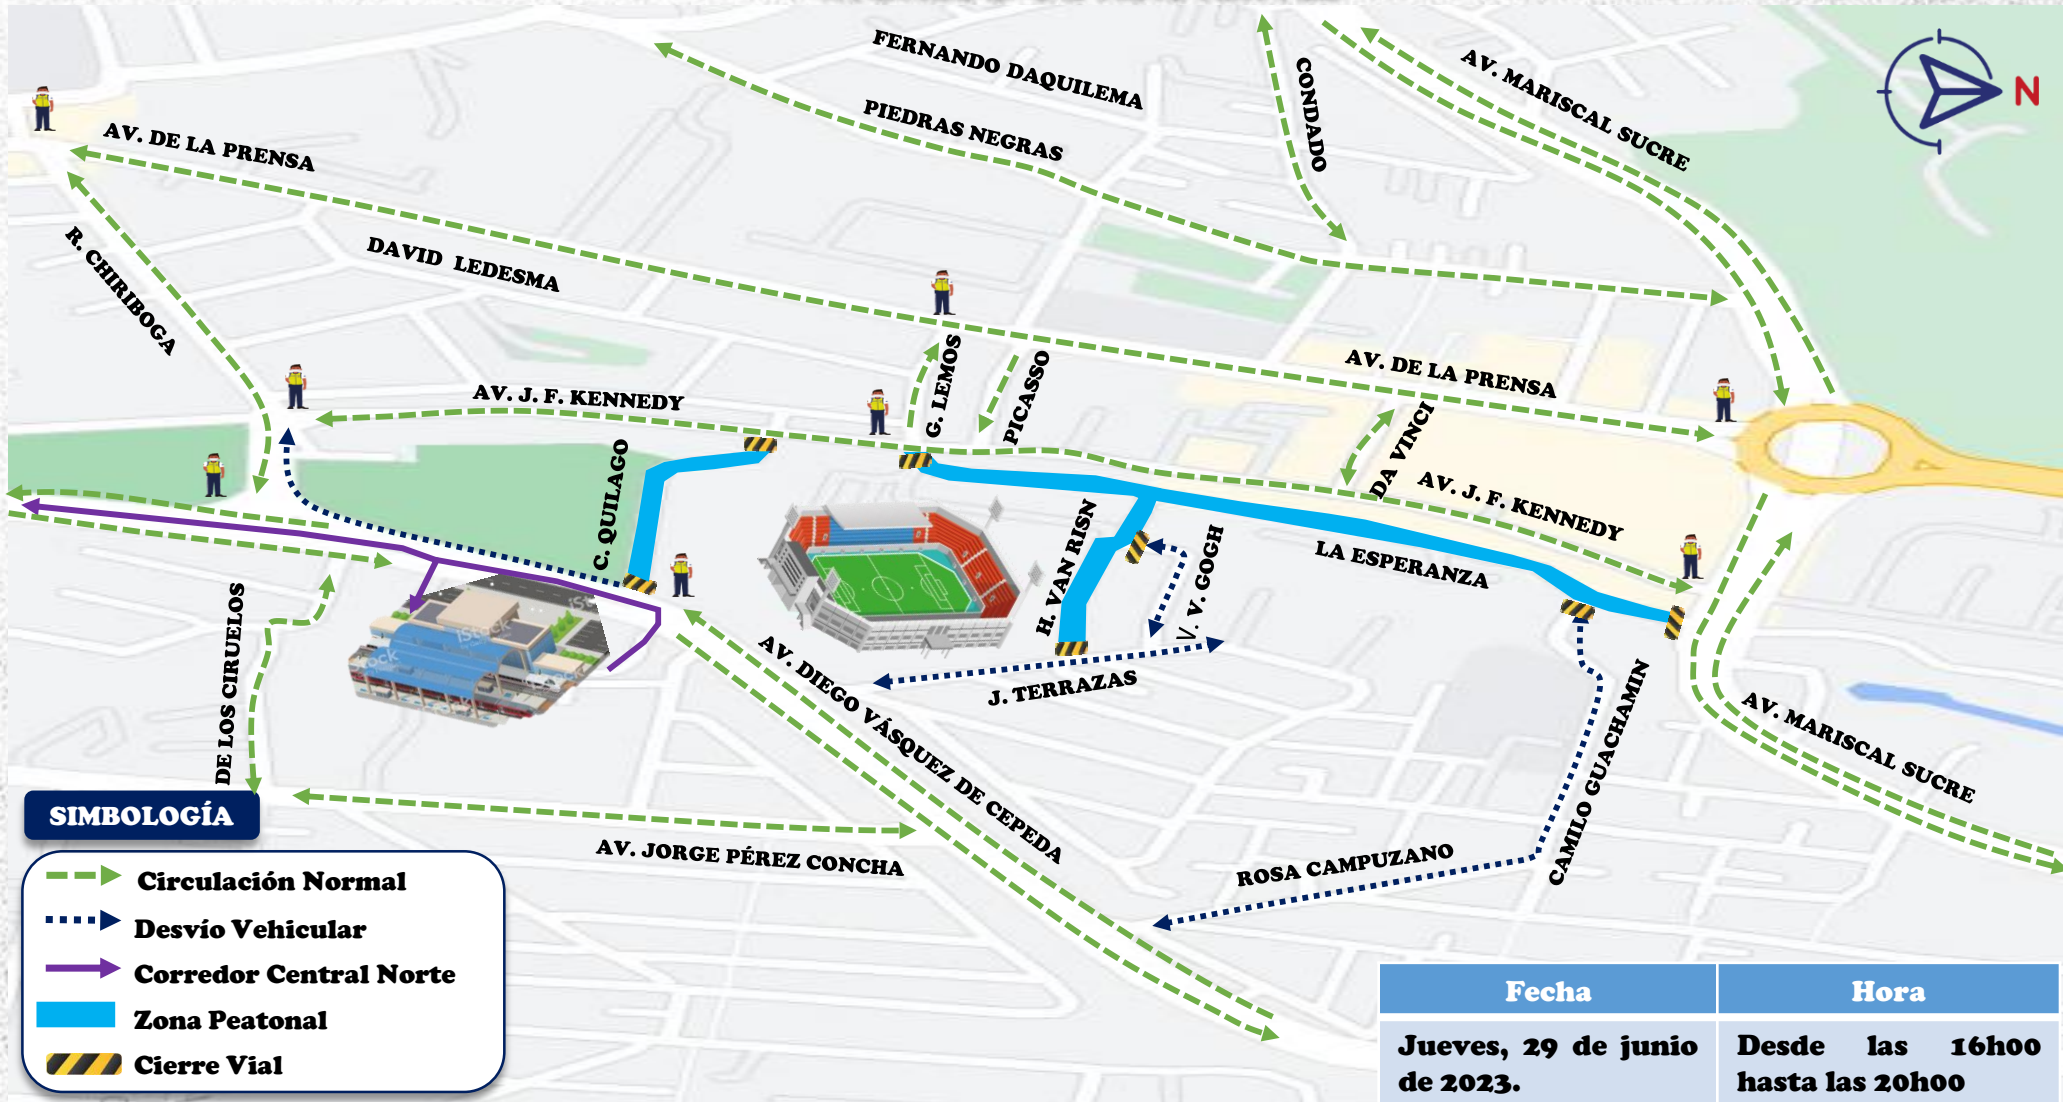 FERNANDO DAQUILEMA
PIEDRAS NEGRAS
CONDADO
AV. MARISCAL SUCRE
N
AV. DE LA PRENSA
R. CHIRIBOGA
DAVID LEDESMA
AV. J. F. KENNEDY
G. LEMOS
PICASSO
AV. DE LA PRENSA
DA VINCI
AV. J. F. KENNEDY
C. QUILAGO
H. VAN RISN
V. V. GOGH
LA ESPERANZA
DE LOS CIRUELOS
iStock
J. TERRAZAS
AV. DIEGO VÁSQUEZ DE CEPEDA
CAMILO GUACHAMIN
AV. MARISCAL SUCRE
AV. JORGE PÉREZ CONCHA
ROSA CAMPUZANO
SIMBOLOGÍA
Circulación Normal
Desvío Vehicular
Corredor Central Norte
Zona Peatonal
Cierre Vial
Fecha Hora
Jueves, 29 de junio
de 2023.
Desde las 16h00
hasta las 20h00